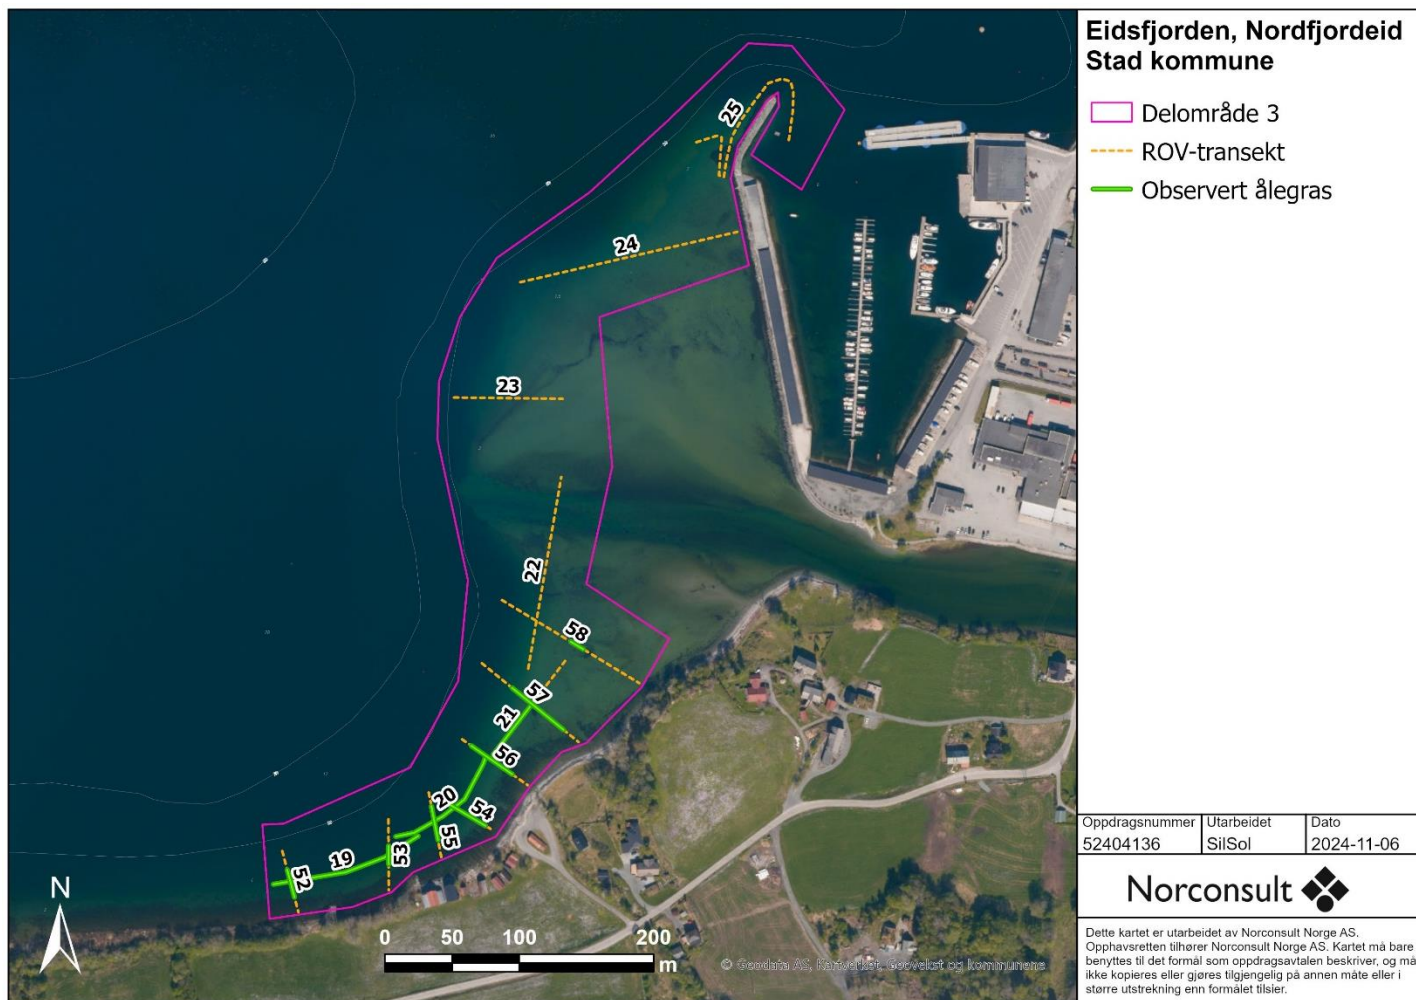 Eidsfjorden, Nordfjordeid
Stad kommune
Delområde 3
ROV-transekt
Observert ålegras
25
24
23
22
58
57
21
56
20
54
55
53
19
52
N
0 50 100 200
m
© Geodata AS, Kartverket, Geovekst og kommunene
Oppdragsnummer Utarbeidet Dato
52404136 SilSol 2024-11-06
Norconsult
Dette kartet er utarbeidet av Norconsult Norge AS.
Opphavsretten tilhører Norconsult Norge AS. Kartet må bare
benyttes til det formål som oppdragsavtalen beskriver, og må
ikke kopieres eller gjøres tilgjengelig på annen måte eller i
større utstrekning enn formålet tilsier.